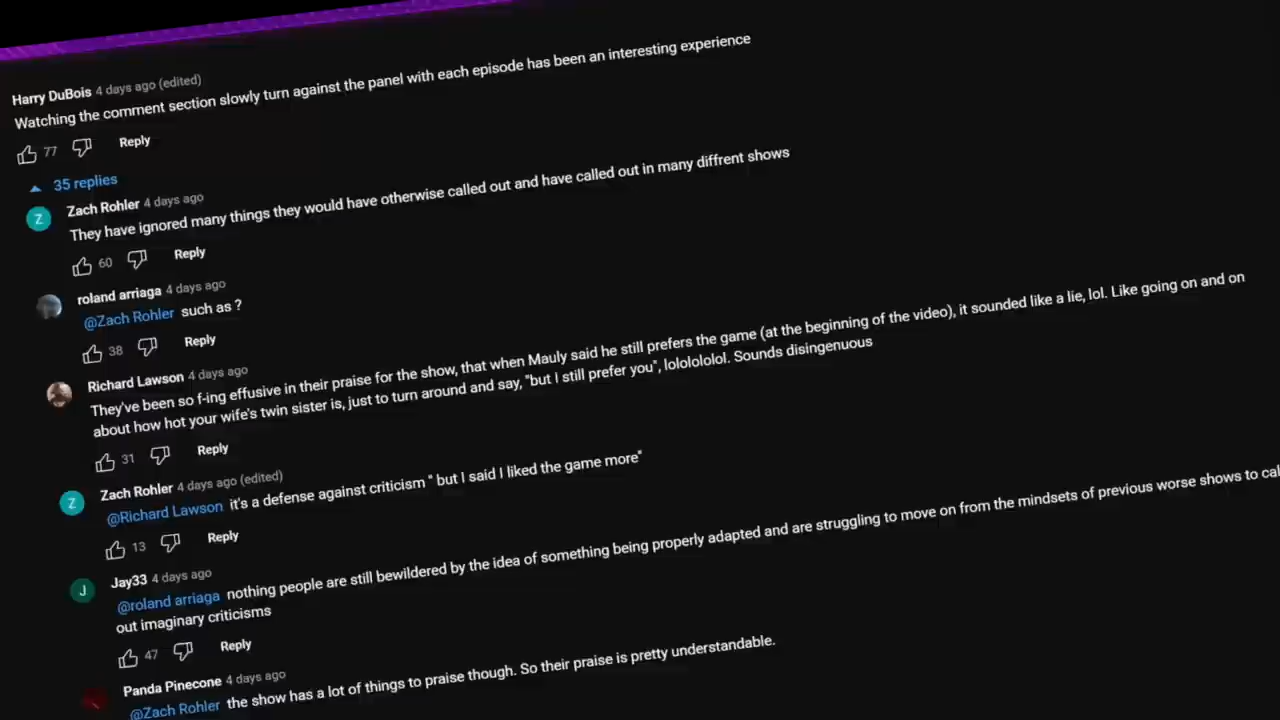 Harry DuBois 4 days ago (edited)
Watching the comment section slowly turn against the panel with each episode has been an interesting experience
77 Reply
35 replies
Z
Zach Rohler 4 days ago
They have ignored many things they would have otherwise called out and have called out in many diffrent shows
60 Reply
roland arriaga 4 days ago
@Zach Rohler such as ?
38 Reply
Richard Lawson 4 days ago
They've been so f-ing effusive in their praise for the show, that when Mauly said he still prefers the game (at the beginning of the video), it sounded like a lie, lol. Like going on and on
about how hot your wife's twin sister is, just to turn around and say, "but I still prefer you", lolololol. Sounds disingenuous
31 Reply
Z
Zach Rohler 4 days ago (edited)
@Richard Lawson it's a defense against criticism " but I said I liked the game more"
13 Reply
J
Jay33 4 days ago
@roland arriaga nothing people are still bewildered by the idea of something being properly adapted and are struggling to move on from the mindsets of previous worse shows to cal
out imaginary criticisms
47 Reply
Panda Pinecone 4 days ago
@Zach Rohler the show has a lot of things to praise though. So their praise is pretty understandable.